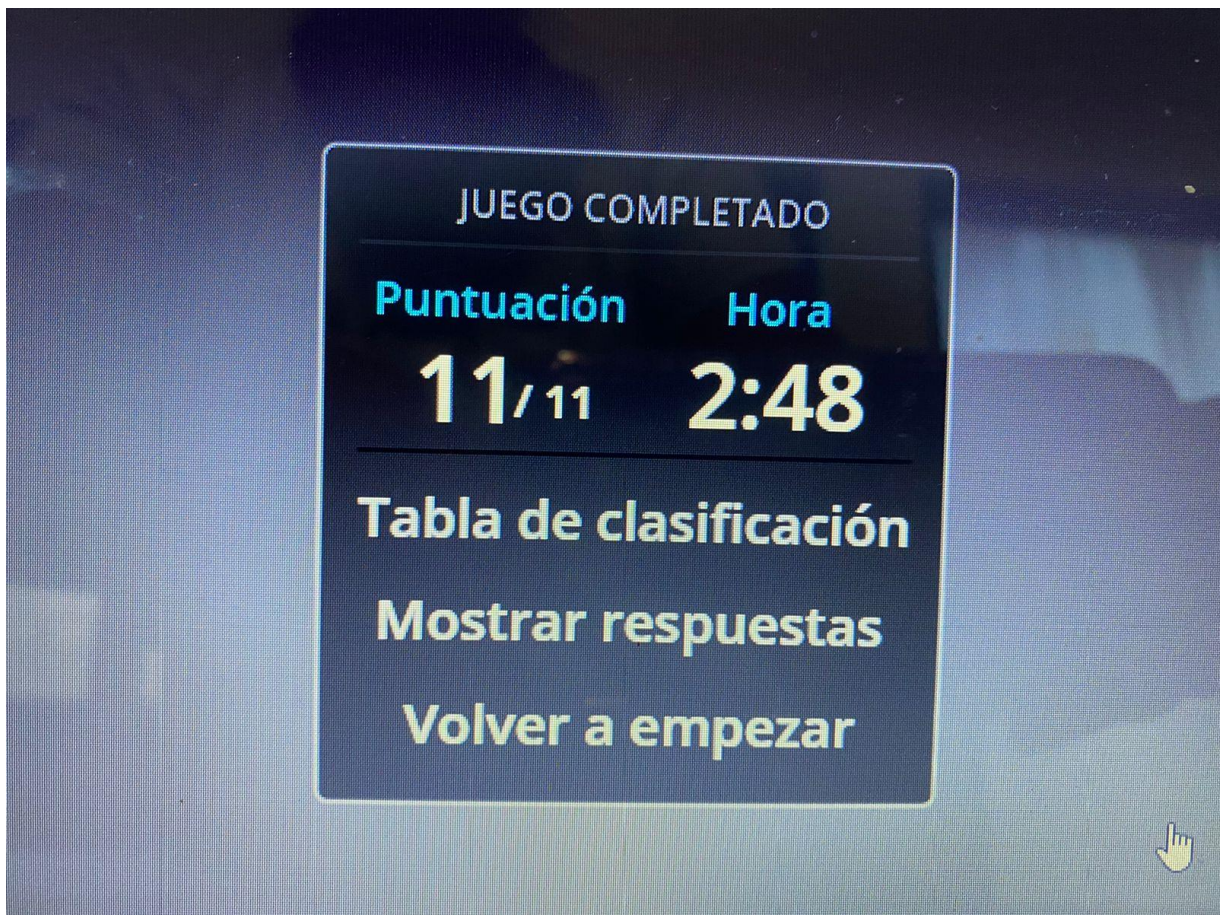 JUEGO COMPLETADO
Puntuación Hora
11/ 11 2:48
Tabla de clasificación
Mostrar respuestas
Volver a empezar